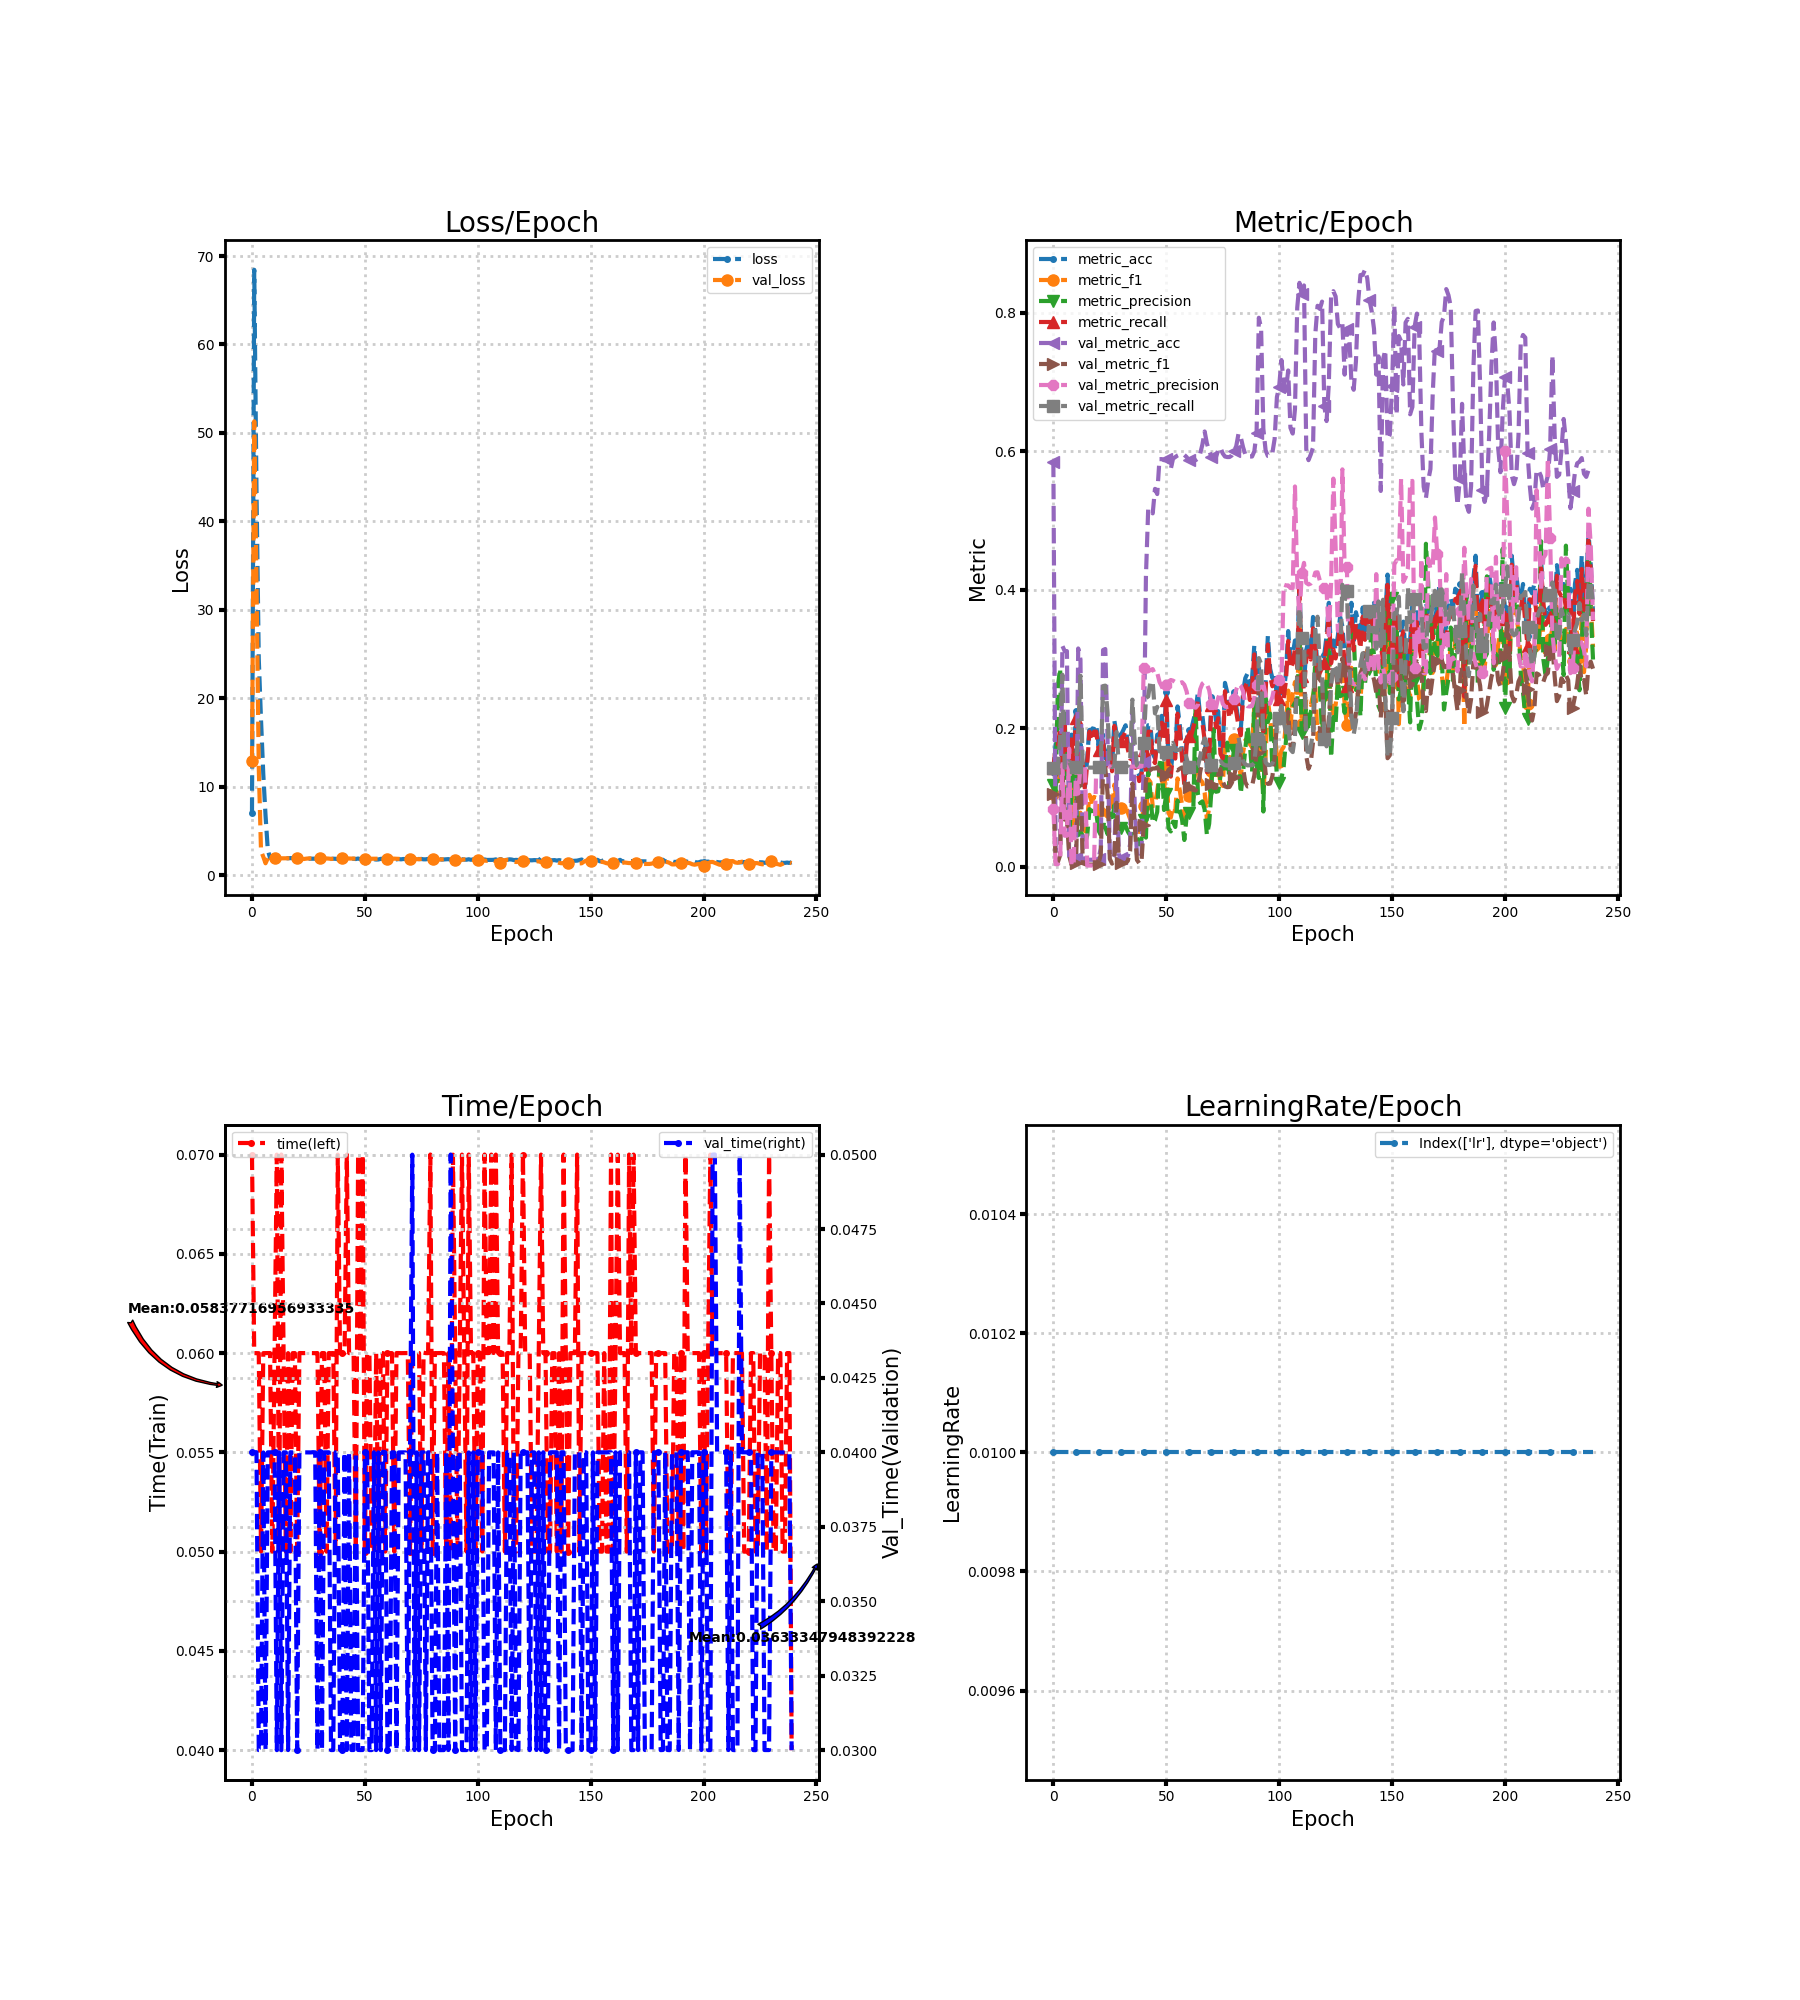 Loss/Epoch
70
60
50
40
30
20
10
0
Loss
loss
val_loss
0
50
100
150
200
250
Epoch
Metric/Epoch
0.8
0.6
0.4
0.2
0.0
Metric
metric_acc
metric_f1
metric_precision
metric_recall
val_metric_acc
val_metric_f1
val_metric_precision
val_metric_recall
0
50
100
150
200
250
Epoch
Time/Epoch
time(left)
val_time(right)
0.070
0.065
0.060
0.055
0.050
0.045
0.040
Time(Train)
Mean:0.05837716956933335
0.0500
0.0475
0.0450
0.0425
0.0400
0.0375
0.0350
0.0325
0.0300
Val_Time(Validation)
Mean:0.03633347948392228
0
50
100
150
200
250
Epoch
LearningRate/Epoch
Index(['lr'], dtype='object')
0.0104
0.0102
0.0100
0.0098
0.0096
LearningRate
0
50
100
150
200
250
Epoch